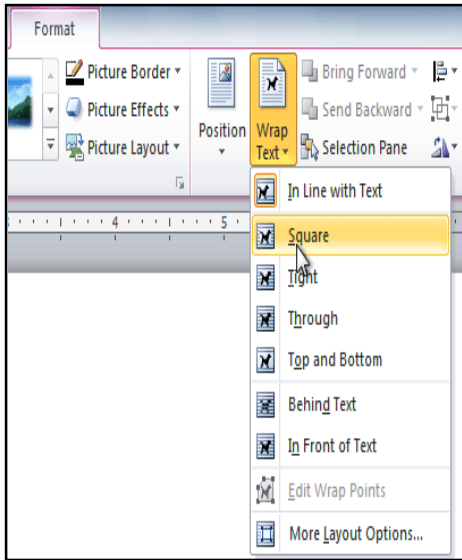 Format
Picture Border
Picture Effects
Picture Layout
Position
Wrap
Text
Bring Forward
Send Backward
Selection Pane
4
5
In Line with Text
Square
Tight
Through
Top and Bottom
Behind Text
In Front of Text
Edit Wrap Points
More Layout Options...